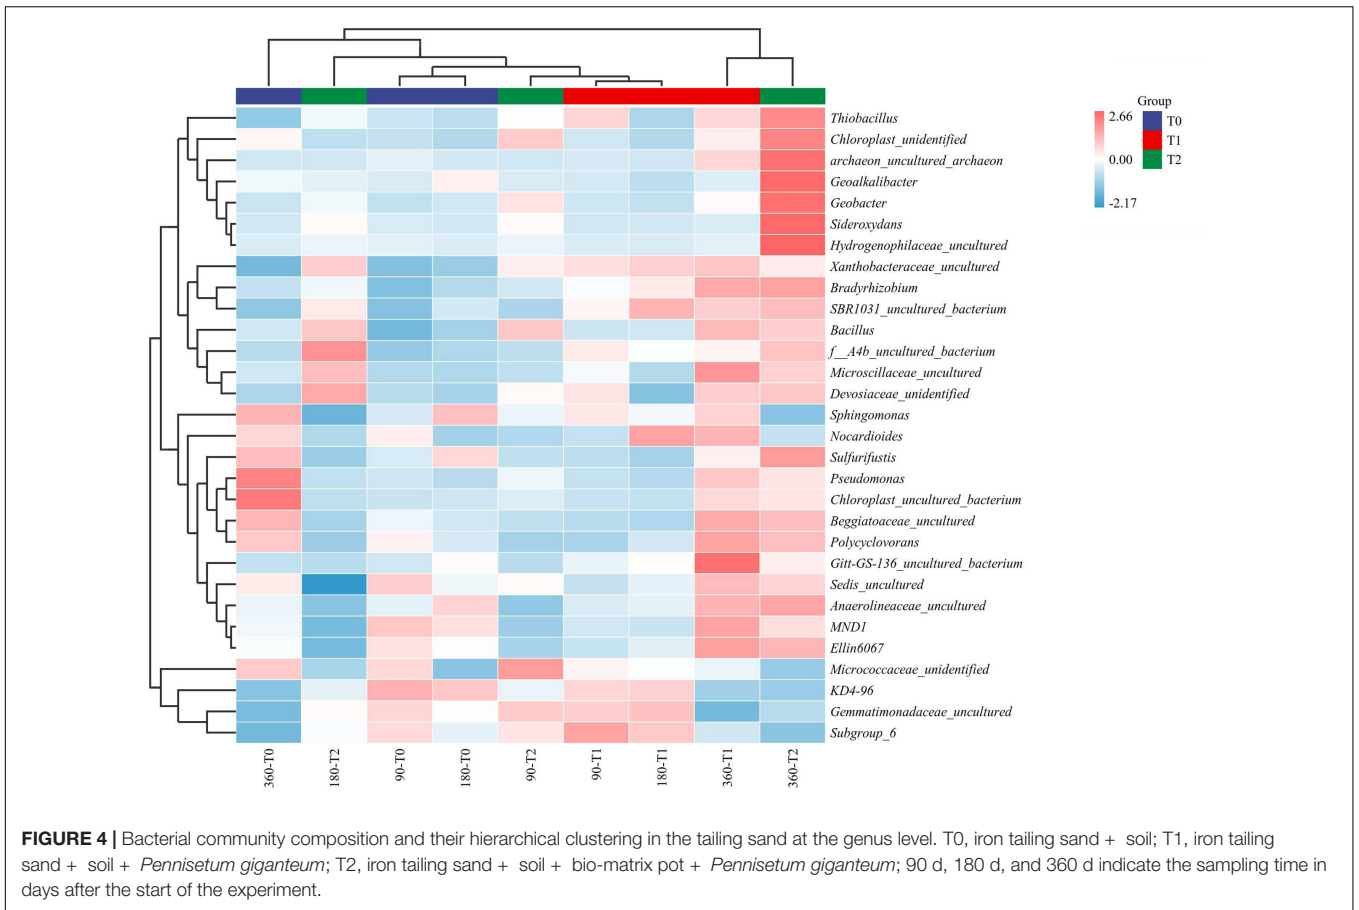 Thiobacillus
Chloroplast_unidentified
archaeon_uncultured_archaeon
Geoalkalibacter
Geobacter
Sideroxydans
Hydrogenophilaceae_uncultured
Xanthobacteraceae_uncultured
Bradyrhizobium
SBR1031_uncultured_bacterium
Bacillus
f__A4b_uncultured_bacterium
Microscillaceae_uncultured
Devosiaceae_unidentified
Sphingomonas
Nocardioides
Sulfurifustis
Pseudomonas
Chloroplast_uncultured_bacterium
Beggiatoaceae_uncultured
Polycyclovorans
Gitt-GS-136_uncultured_bacterium
Sedis_uncultured
Anaerolineaceae_uncultured
MND1
Ellin6067
Micrococcaceae_unidentified
KD4-96
Gemmatimonadaceae_uncultured
Subgroup_6
360-T0
180-T2
90-T0
180-T0
90-T2
90-T1
180-T1
360-T1
360-T2
2.66
0.00
-2.17
Group
T0
T1
T2
FIGURE 4 | Bacterial community composition and their hierarchical clustering in the tailing sand at the genus level. T0, iron tailing sand + soil; T1, iron tailing
sand + soil + Pennisetum giganteum; T2, iron tailing sand + soil + bio-matrix pot + Pennisetum giganteum; 90 d, 180 d, and 360 d indicate the sampling time in
days after the start of the experiment.